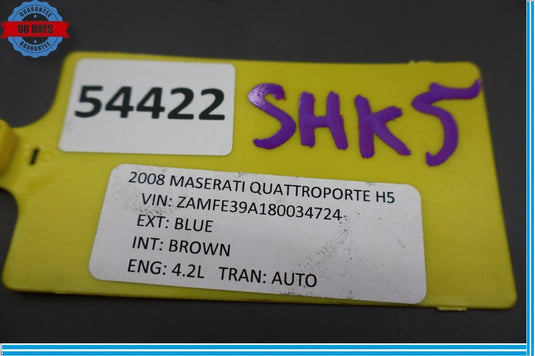 GUARANTEE
90 DAYS
GUARANTEE
54422
SHK5
2008 MASERATI QUATTROPORTE H5
VIN: ZAMFE39A180034724
EXT: BLUE
INT: BROWN
ENG: 4.2L TRAN: AUTO